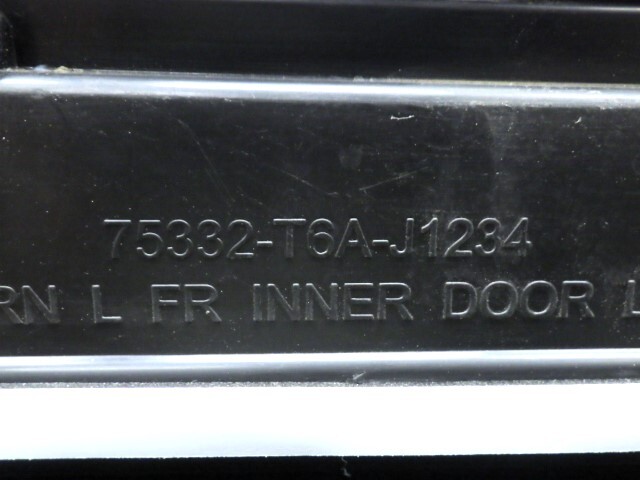 75332-T6A-J1234
RN L FR INNER DOOR L